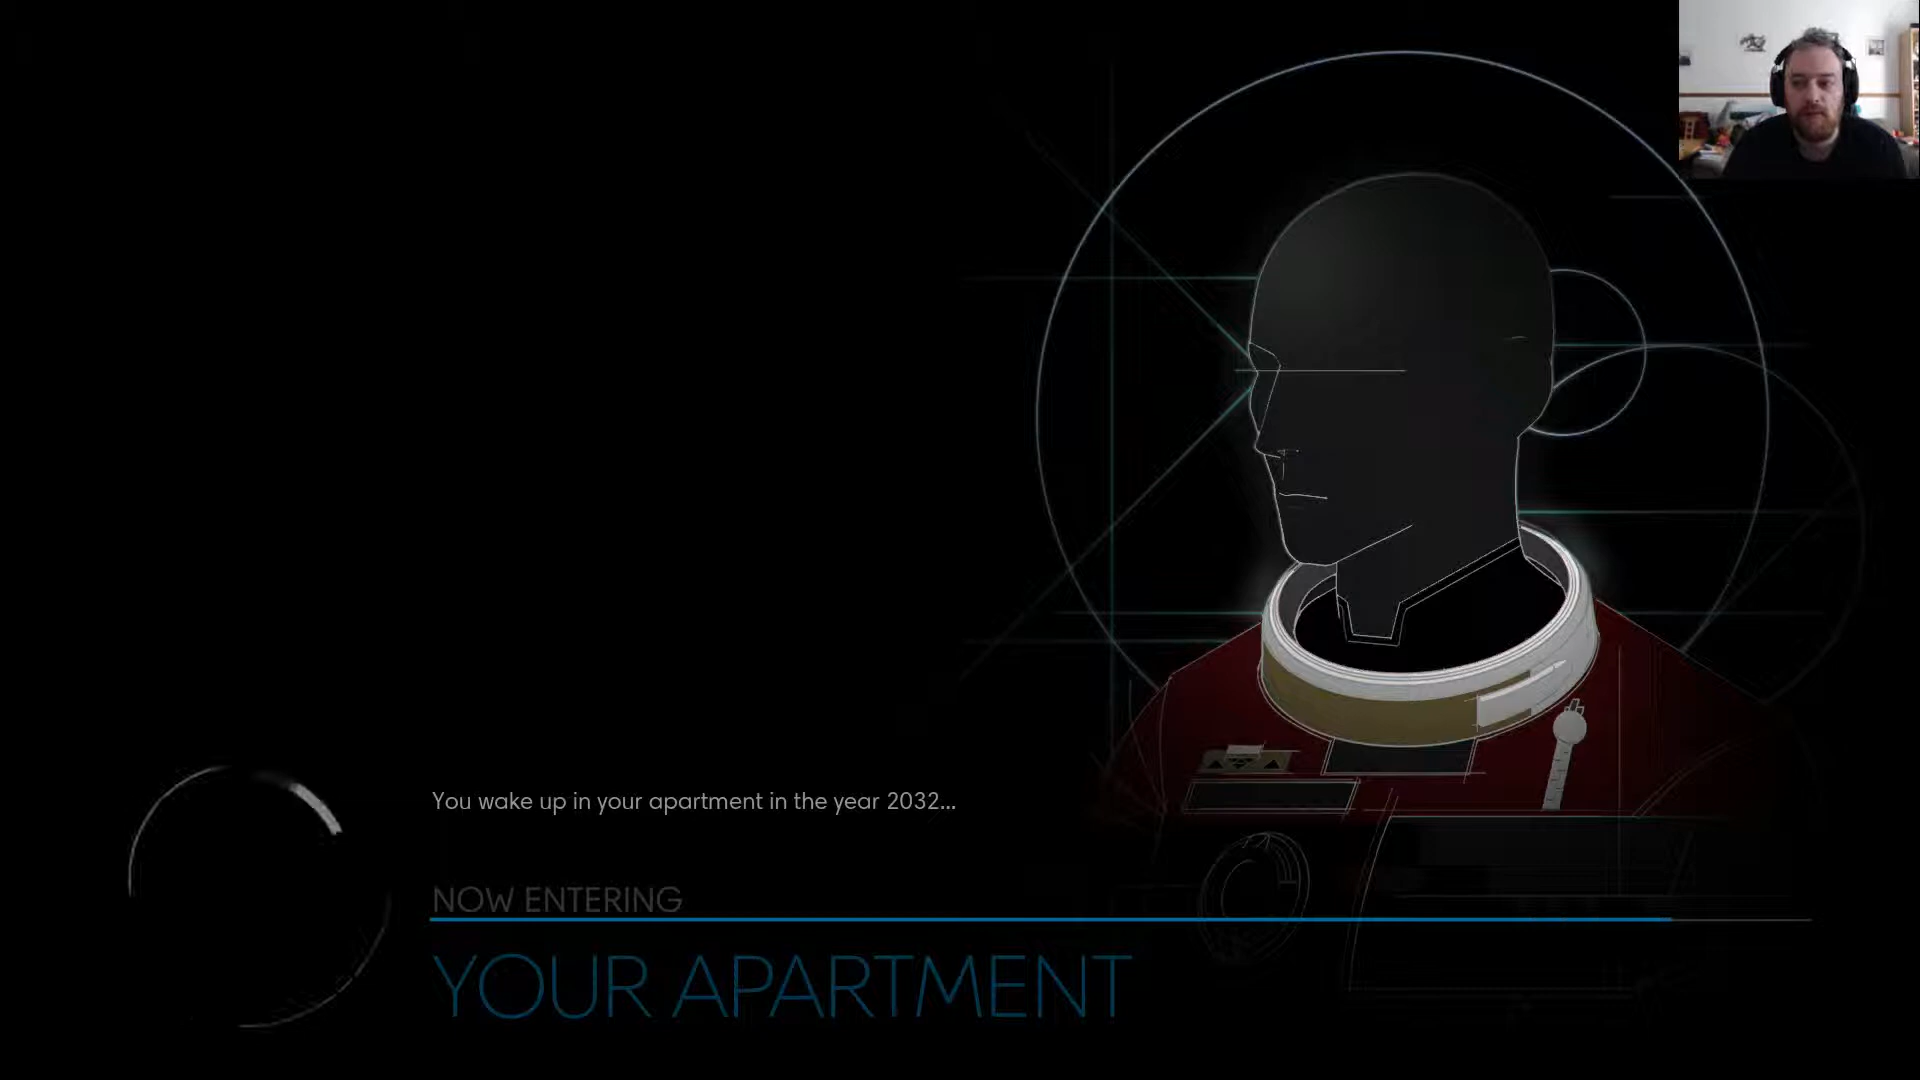 You wake up in your apartment in the year 2032...
NOW ENTERING
YOUR APARTMENT